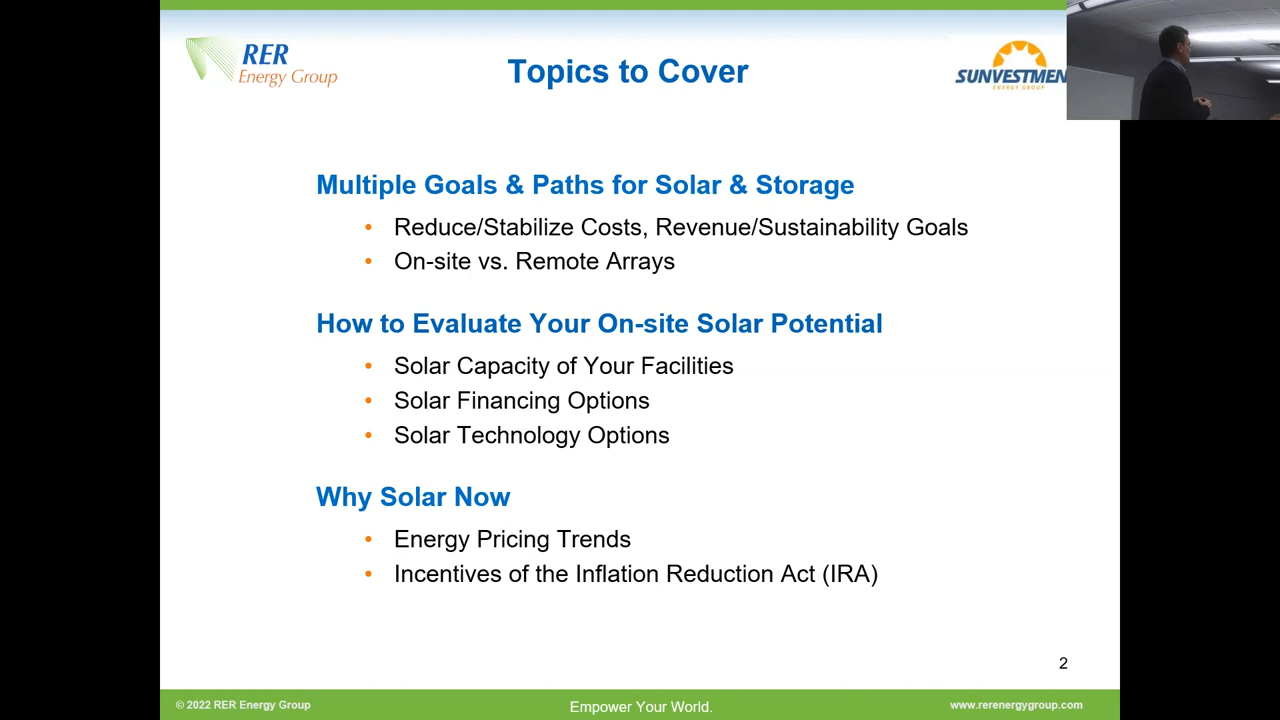 RER
Energy Group
Topics to Cover
SUNVESTMEN
ENERGY GROUP
Multiple Goals & Paths for Solar & Storage
• Reduce/Stabilize Costs, Revenue/Sustainability Goals
• On-site vs. Remote Arrays
How to Evaluate Your On-site Solar Potential
• Solar Capacity of Your Facilities
• Solar Financing Options
• Solar Technology Options
Why Solar Now
• Energy Pricing Trends
• Incentives of the Inflation Reduction Act (IRA)
2
© 2022 RER Energy Group
Empower Your World.
www.rerenergygroup.com